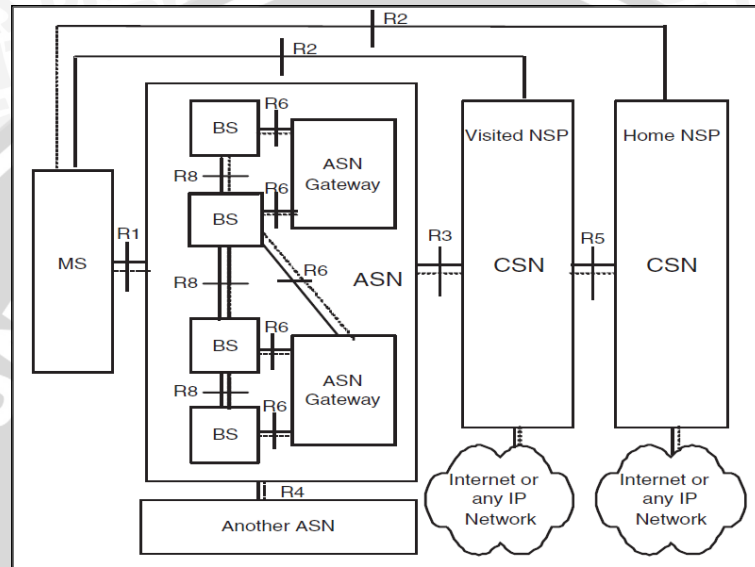 R2
R2
R6
BS
Visited NSP
Home NSP
ASN
Gateway
R8
R6
BS
R1
R3
R5
MS
R6
ASN
CSN
CSN
R8
BS
R6
ASN
Gateway
R8
R6
BS
R4
Internet or
any IP
Network
Internet or
any IP
Network
Another ASN